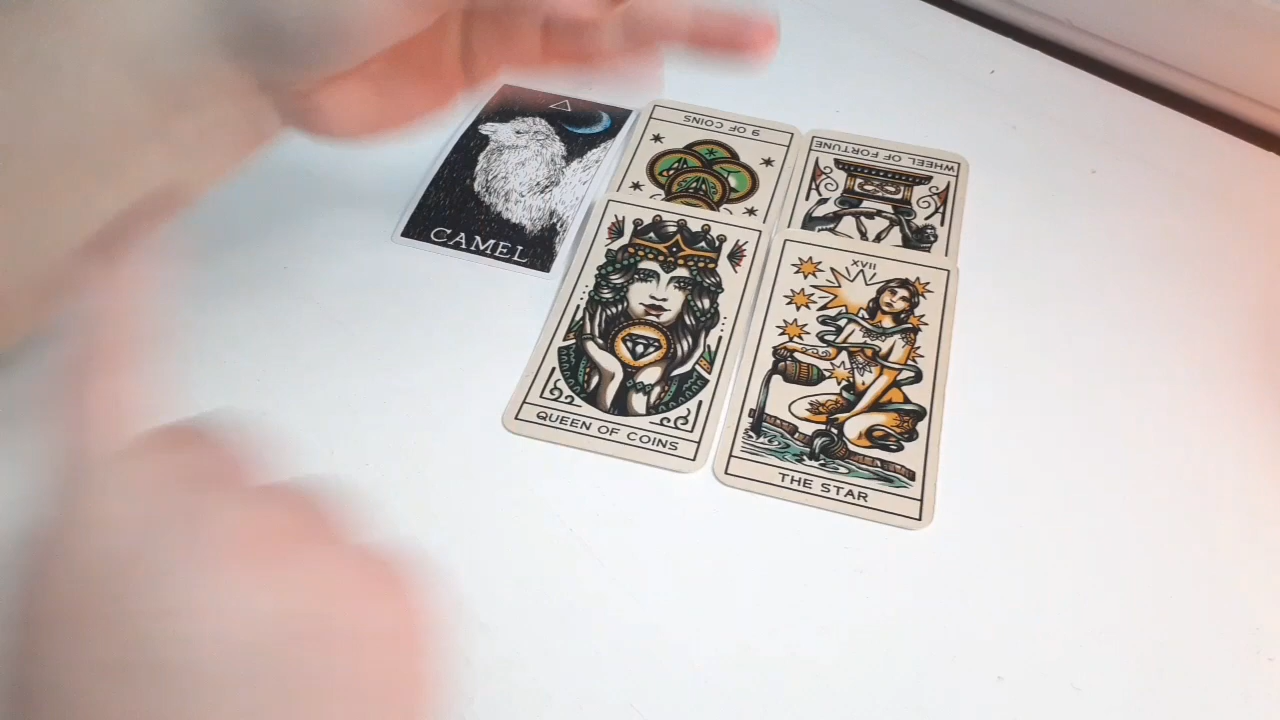 CAMEL
9 OF COINS
WHEEL OF FORTUNE
QUEEN OF COINS
XVII
THE STAR